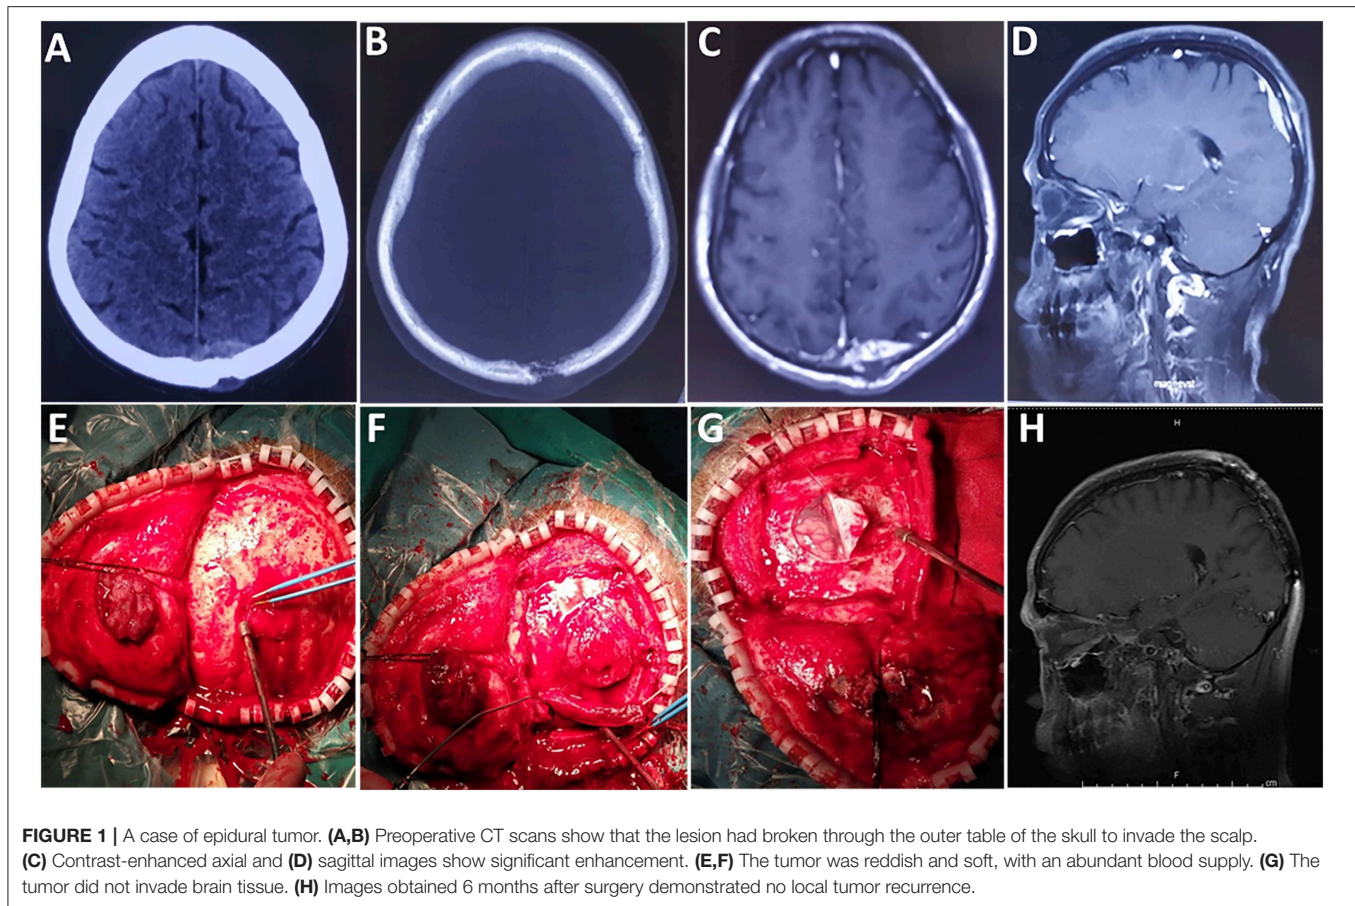 A
B
C
D
magnevst
E
F
G
H
H
F
cm
FIGURE 1 | A case of epidural tumor. (A,B) Preoperative CT scans show that the lesion had broken through the outer table of the skull to invade the scalp.
(C) Contrast-enhanced axial and (D) sagittal images show significant enhancement. (E,F) The tumor was reddish and soft, with an abundant blood supply. (G) The
tumor did not invade brain tissue. (H) Images obtained 6 months after surgery demonstrated no local tumor recurrence.